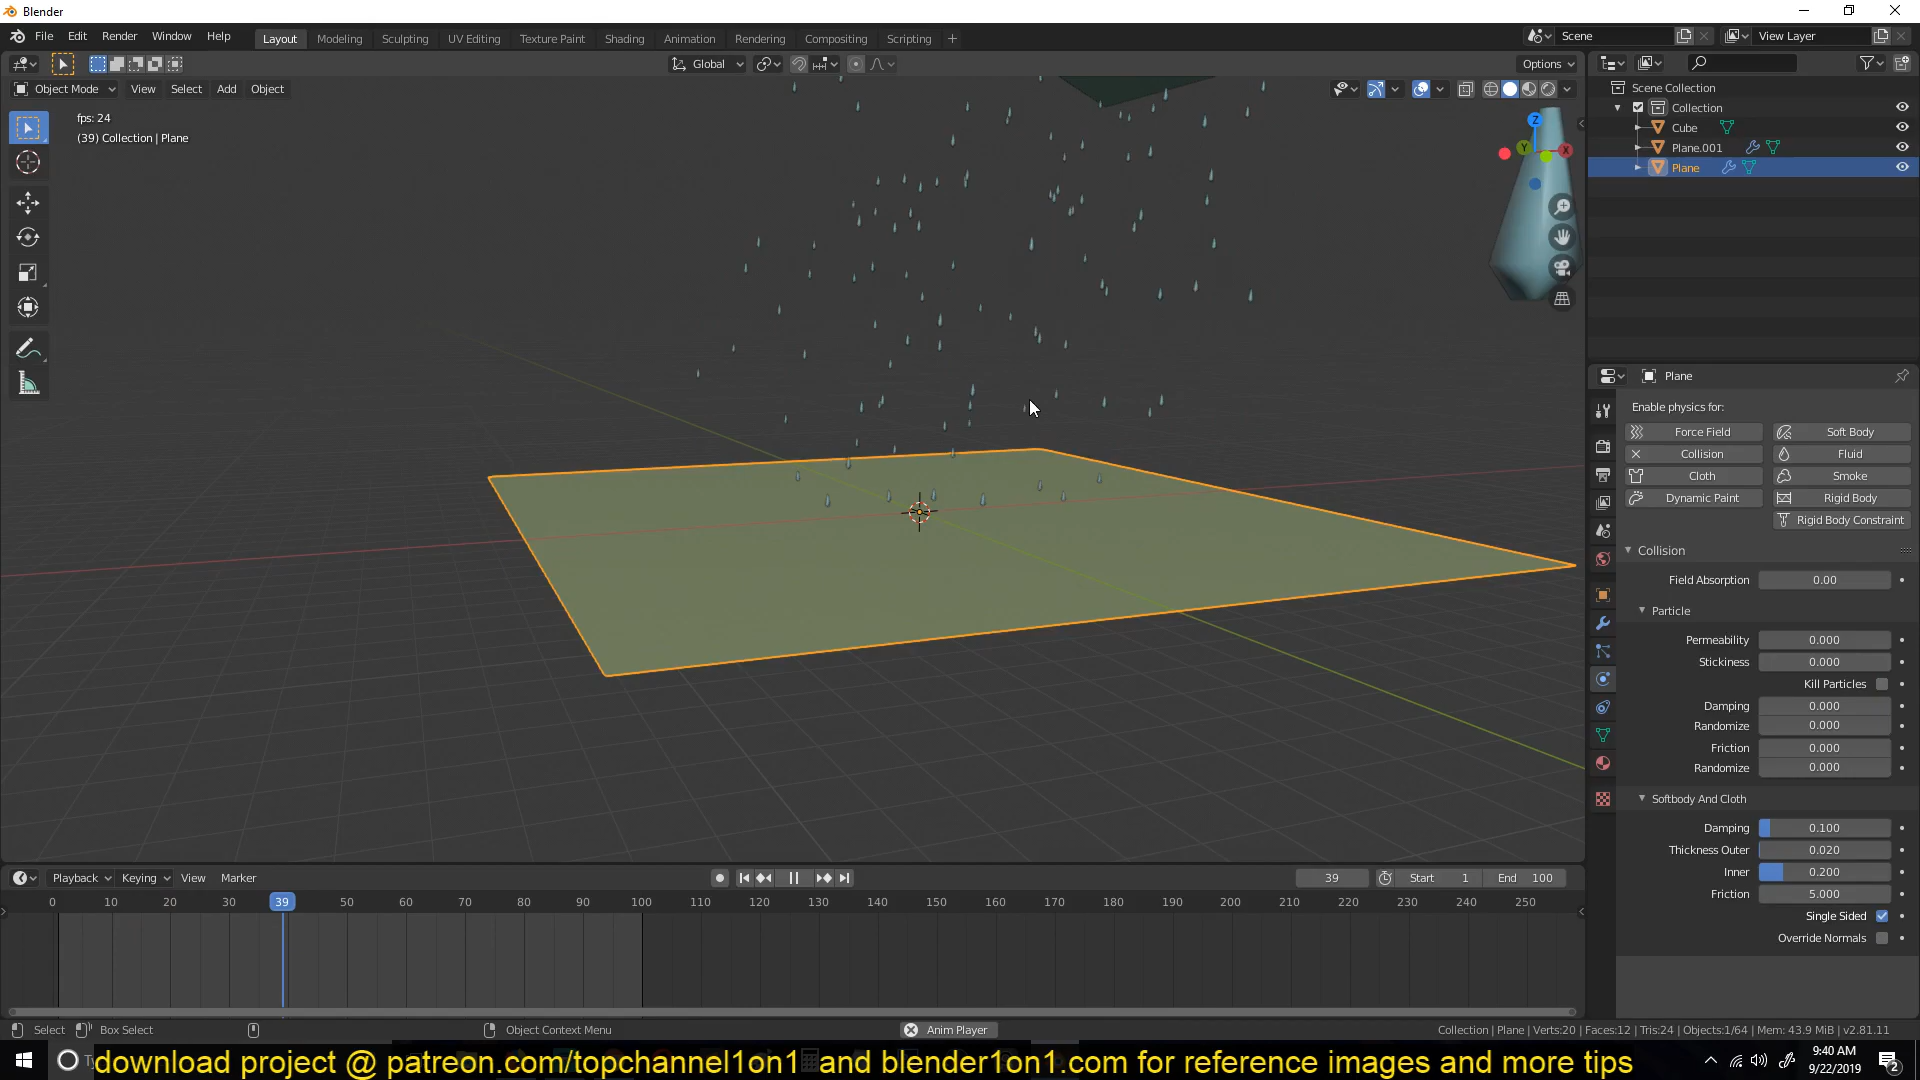 Blender
File Edit Render Window Help
Layout Modeling Sculpting UV Editing Texture Paint Shading Animation Rendering Compositing Scripting
Scene
View Layer
Global
Options
Object Mode View Select Add Object
fps: 24
(39) Collection | Plane
Z
Y
X
Scene Collection
Collection
Cube
Plane.001
Plane
Plane
Enable physics for:
Force Field Soft Body
Collision Fluid
Cloth Smoke
Dynamic Paint Rigid Body
Rigid Body Constraint
Collision
Field Absorption 0.00
Particle
Permeability 0.000
Stickiness 0.000
Kill Particles
Damping 0.000
Randomize 0.000
Friction 0.000
Randomize 0.000
Softbody And Cloth
Damping 0.100
Thickness Outer 0.020
Inner 0.200
Friction 5.000
Single Sided
Override Normals
Playback Keying View Marker
39 Start 1 End 100
0 10 20 30 39 50 60 70 80 90 100 110 120 130 140 150 160 170 180 190 200 210 220 230 240 250
Select Box Select Object Context Menu Anim Player Collection | Plane | Verts:20 | Faces:12 | Tris:24 | Objects:1/64 | Mem: 43.9 MiB | v2.81.11
download project @ patreon.com/topchannel1on1 and blender1on1.com for reference images and more tips
9:40 AM
9/22/2019
2